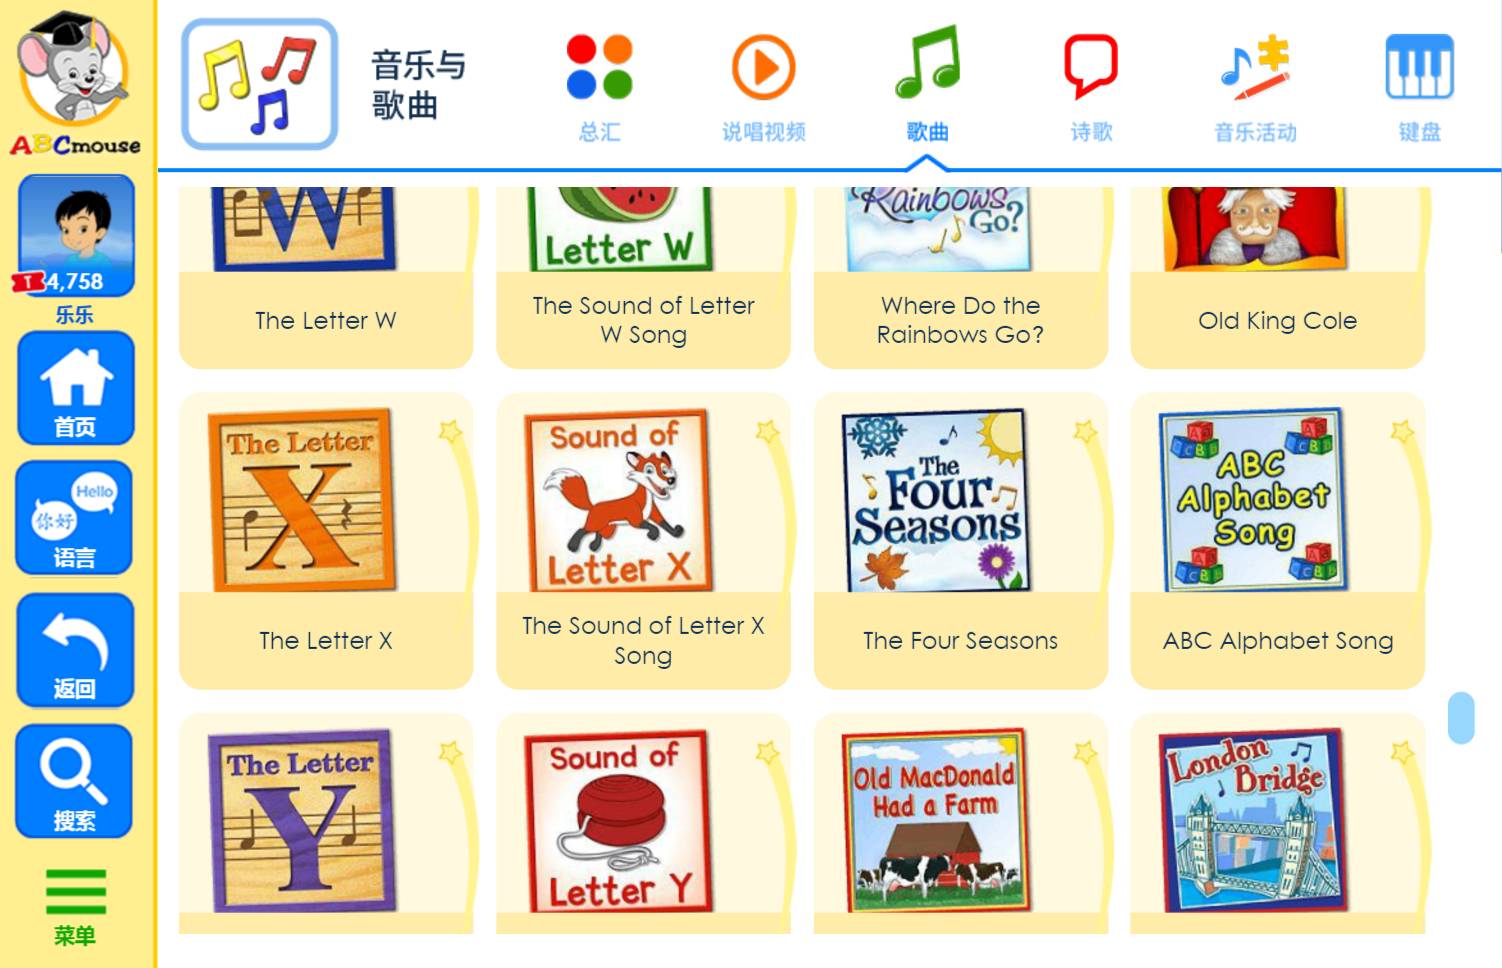 ABCmouse
音乐与
歌曲
总汇
说唱视频
歌曲
诗歌
音乐活动
键盘
T 4,758
乐乐
首页
Hello
你好
语言
返回
搜索
菜单
W
Letter W
Rainbows
Go?
The Letter W
The Sound of Letter
W Song
Where Do the
Rainbows Go?
Old King Cole
The Letter
X
Sound of
Letter X
The
Four
Seasons
ABC
Alphabet
Song
The Letter X
The Sound of Letter X
Song
The Four Seasons
ABC Alphabet Song
The Letter
Y
Sound of
Letter Y
Old MacDonald
Had a Farm
London
Bridge